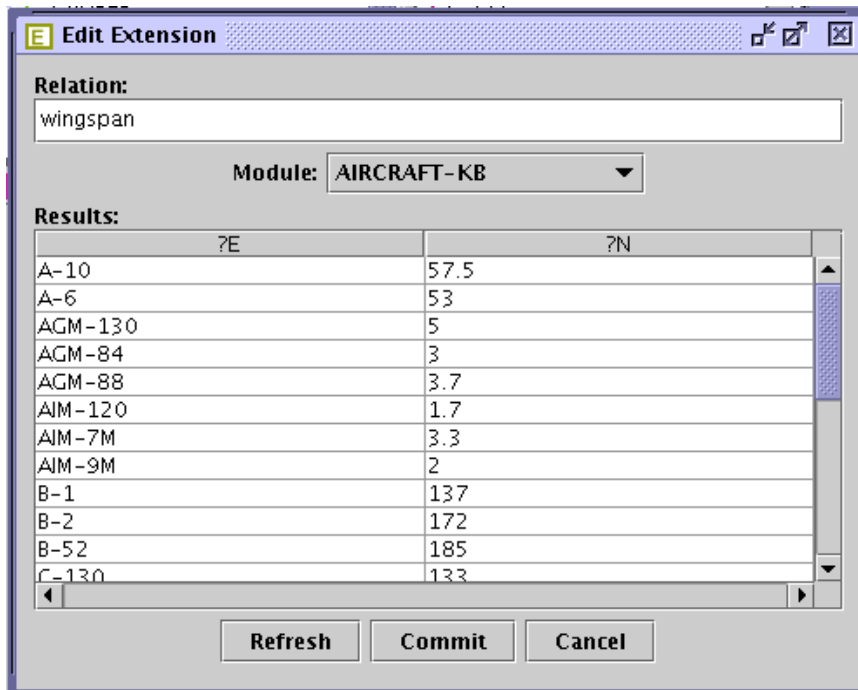 E Edit Extension
Relation:
wingspan
Module: AIRCRAFT-KB
Results:
?E ?N
A-10 57.5
A-6 53
AGM-130 5
AGM-84 3
AGM-88 3.7
AIM-120 1.7
AIM-7M 3.3
AIM-9M 2
B-1 137
B-2 172
B-52 185
C-130 133
Refresh Commit Cancel